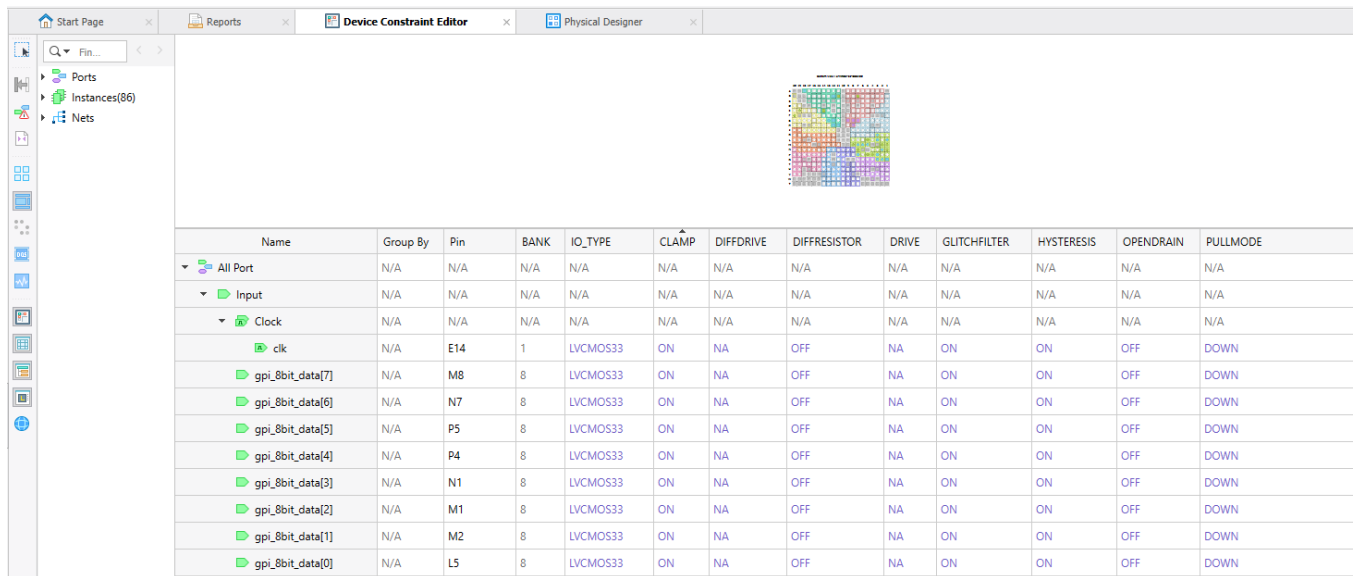 Start Page Reports Device Constraint Editor Physical Designer
Fin...
Ports
Instances(86)
Nets
Name Group By Pin BANK IO_TYPE CLAMP DIFFDRIVE DIFFRESISTOR DRIVE GLITCHFILTER HYSTERESIS OPENDRAIN PULLMODE
All Port N/A N/A N/A N/A N/A N/A N/A N/A N/A N/A N/A N/A
Input N/A N/A N/A N/A N/A N/A N/A N/A N/A N/A N/A N/A
Clock N/A N/A N/A N/A N/A N/A N/A N/A N/A N/A N/A N/A
clk N/A E14 1 LVCMOS33 ON NA OFF NA ON ON OFF DOWN
gpi_8bit_data[7] N/A M8 8 LVCMOS33 ON NA OFF NA ON ON OFF DOWN
gpi_8bit_data[6] N/A N7 8 LVCMOS33 ON NA OFF NA ON ON OFF DOWN
gpi_8bit_data[5] N/A P5 8 LVCMOS33 ON NA OFF NA ON ON OFF DOWN
gpi_8bit_data[4] N/A P4 8 LVCMOS33 ON NA OFF NA ON ON OFF DOWN
gpi_8bit_data[3] N/A N1 8 LVCMOS33 ON NA OFF NA ON ON OFF DOWN
gpi_8bit_data[2] N/A M1 8 LVCMOS33 ON NA OFF NA ON ON OFF DOWN
gpi_8bit_data[1] N/A M2 8 LVCMOS33 ON NA OFF NA ON ON OFF DOWN
gpi_8bit_data[0] N/A L5 8 LVCMOS33 ON NA OFF NA ON ON OFF DOWN